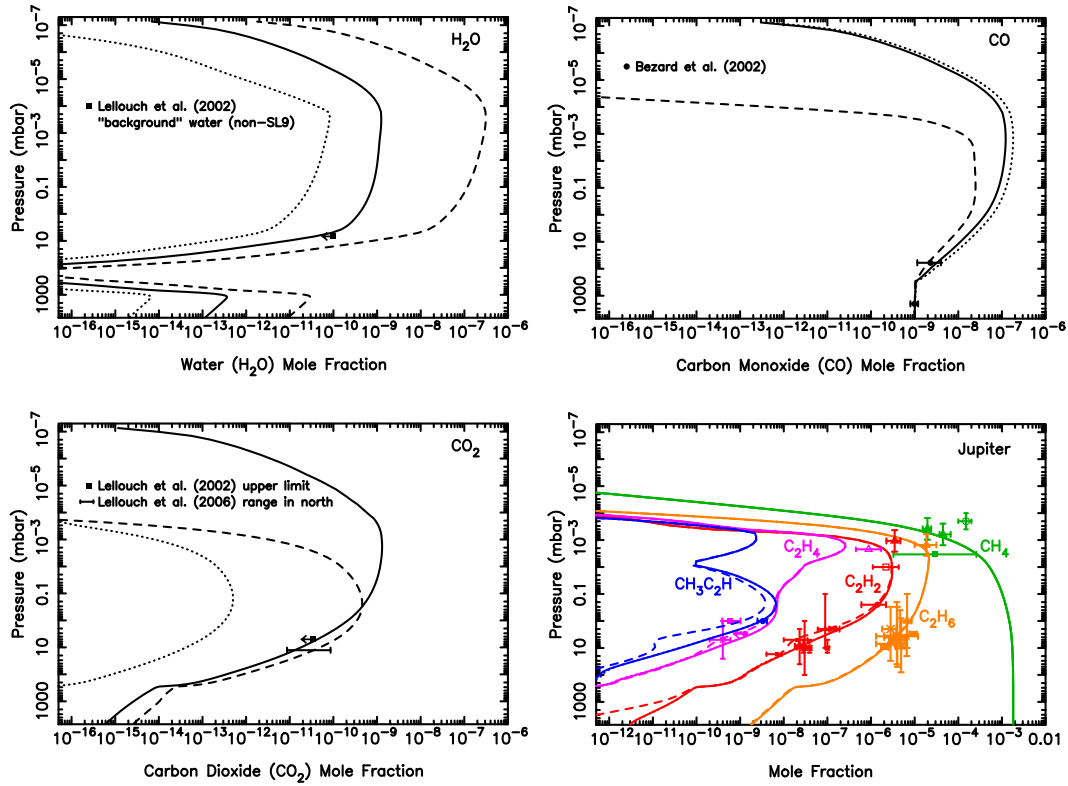 H2O
Lellouch et al. (2002)
"background" water (non-SL9)
Pressure (mbar)
10⁻⁷
10⁻⁵
10⁻³
0.1
10
1000
10⁻¹⁶ 10⁻¹⁵ 10⁻¹⁴ 10⁻¹³ 10⁻¹² 10⁻¹¹ 10⁻¹⁰ 10⁻⁹ 10⁻⁸ 10⁻⁷ 10⁻⁶
Water (H2O) Mole Fraction
CO
Bezard et al. (2002)
Pressure (mbar)
10⁻⁷
10⁻⁵
10⁻³
0.1
10
1000
10⁻¹⁶ 10⁻¹⁵ 10⁻¹⁴ 10⁻¹³ 10⁻¹² 10⁻¹¹ 10⁻¹⁰ 10⁻⁹ 10⁻⁸ 10⁻⁷ 10⁻⁶
Carbon Monoxide (CO) Mole Fraction
CO2
Lellouch et al. (2002) upper limit
Lellouch et al. (2006) range in north
Pressure (mbar)
10⁻⁷
10⁻⁵
10⁻³
0.1
10
1000
10⁻¹⁶ 10⁻¹⁵ 10⁻¹⁴ 10⁻¹³ 10⁻¹² 10⁻¹¹ 10⁻¹⁰ 10⁻⁹ 10⁻⁸ 10⁻⁷ 10⁻⁶
Carbon Dioxide (CO2) Mole Fraction
Jupiter
C2H4
CH4
CH3C2H
C2H2
C2H6
Pressure (mbar)
10⁻⁷
10⁻⁵
10⁻³
0.1
10
1000
10⁻¹² 10⁻¹¹ 10⁻¹⁰ 10⁻⁹ 10⁻⁸ 10⁻⁷ 10⁻⁶ 10⁻⁵ 10⁻⁴ 10⁻³ 0.01
Mole Fraction